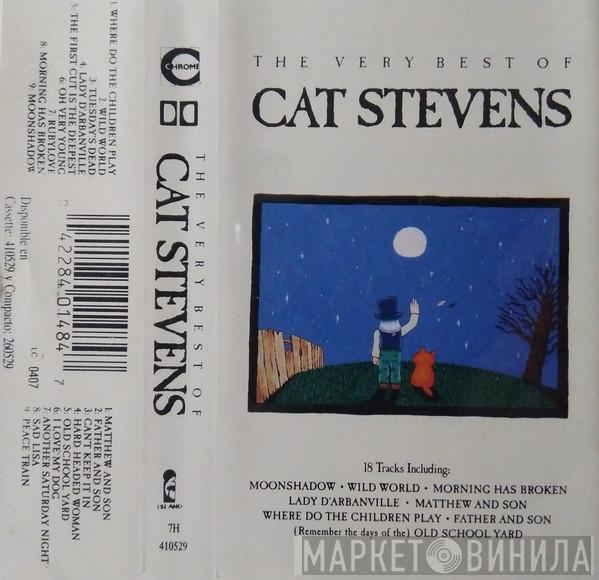 1. WHERE DO THE CHILDREN PLAY
2. WILD WORLD
3. TUESDAY'S DEAD
4. LADY D'ARBANVILLE
5. THE FIRST CUT IS THE DEEPEST
6. OH VERY YOUNG
7. RUBYLOVE
8. MORNING HAS BROKEN
9. MOONSHADOW
Disponible en
Cassette: 410529 y Compacto: 260529
42284 01484 7
LC 0407
1. MATTHEW AND SON
2. FATHER AND SON
3. CAN'T KEEP IT IN
4. HARD HEADED WOMAN
5. OLD SCHOOL YARD
6. I LOVE MY DOG
7. ANOTHER SATURDAY NIGHT
8. SAD LISA
9. PEACE TRAIN
CHROME
THE VERY BEST OF
CAT STEVENS
ISLAND
7H
410529
THE VERY BEST OF
CAT STEVENS
18 Tracks Including:
MOONSHADOW · WILD WORLD · MORNING HAS BROKEN
LADY D'ARBANVILLE · MATTHEW AND SON
WHERE DO THE CHILDREN PLAY · FATHER AND SON
(Remember the days of the) OLD SCHOOL YARD
МАРКЕТ ВИНИЛА